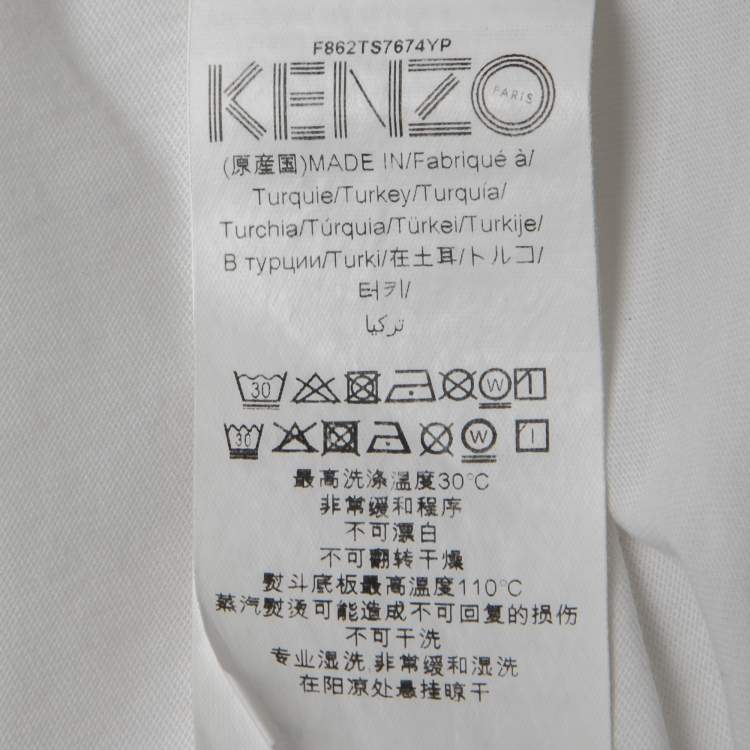 F862TS7674YP
KENZO PARIS
(原産国)MADE IN/Fabriqué à/
Turquie/Turkey/Turquía/
Turchia/Túrquia/Türkei/Turkije/
В турции/Turki/在土耳/トルコ/
터키/
تركيا
30 W
30 W
最高洗涤温度30°C
非常缓和程序
不可漂白
不可翻转干燥
熨斗底板最高温度110°C
蒸汽熨烫可能造成不可回复的损伤
不可干洗
专业湿洗,非常缓和湿洗
在阴凉处悬挂晾干